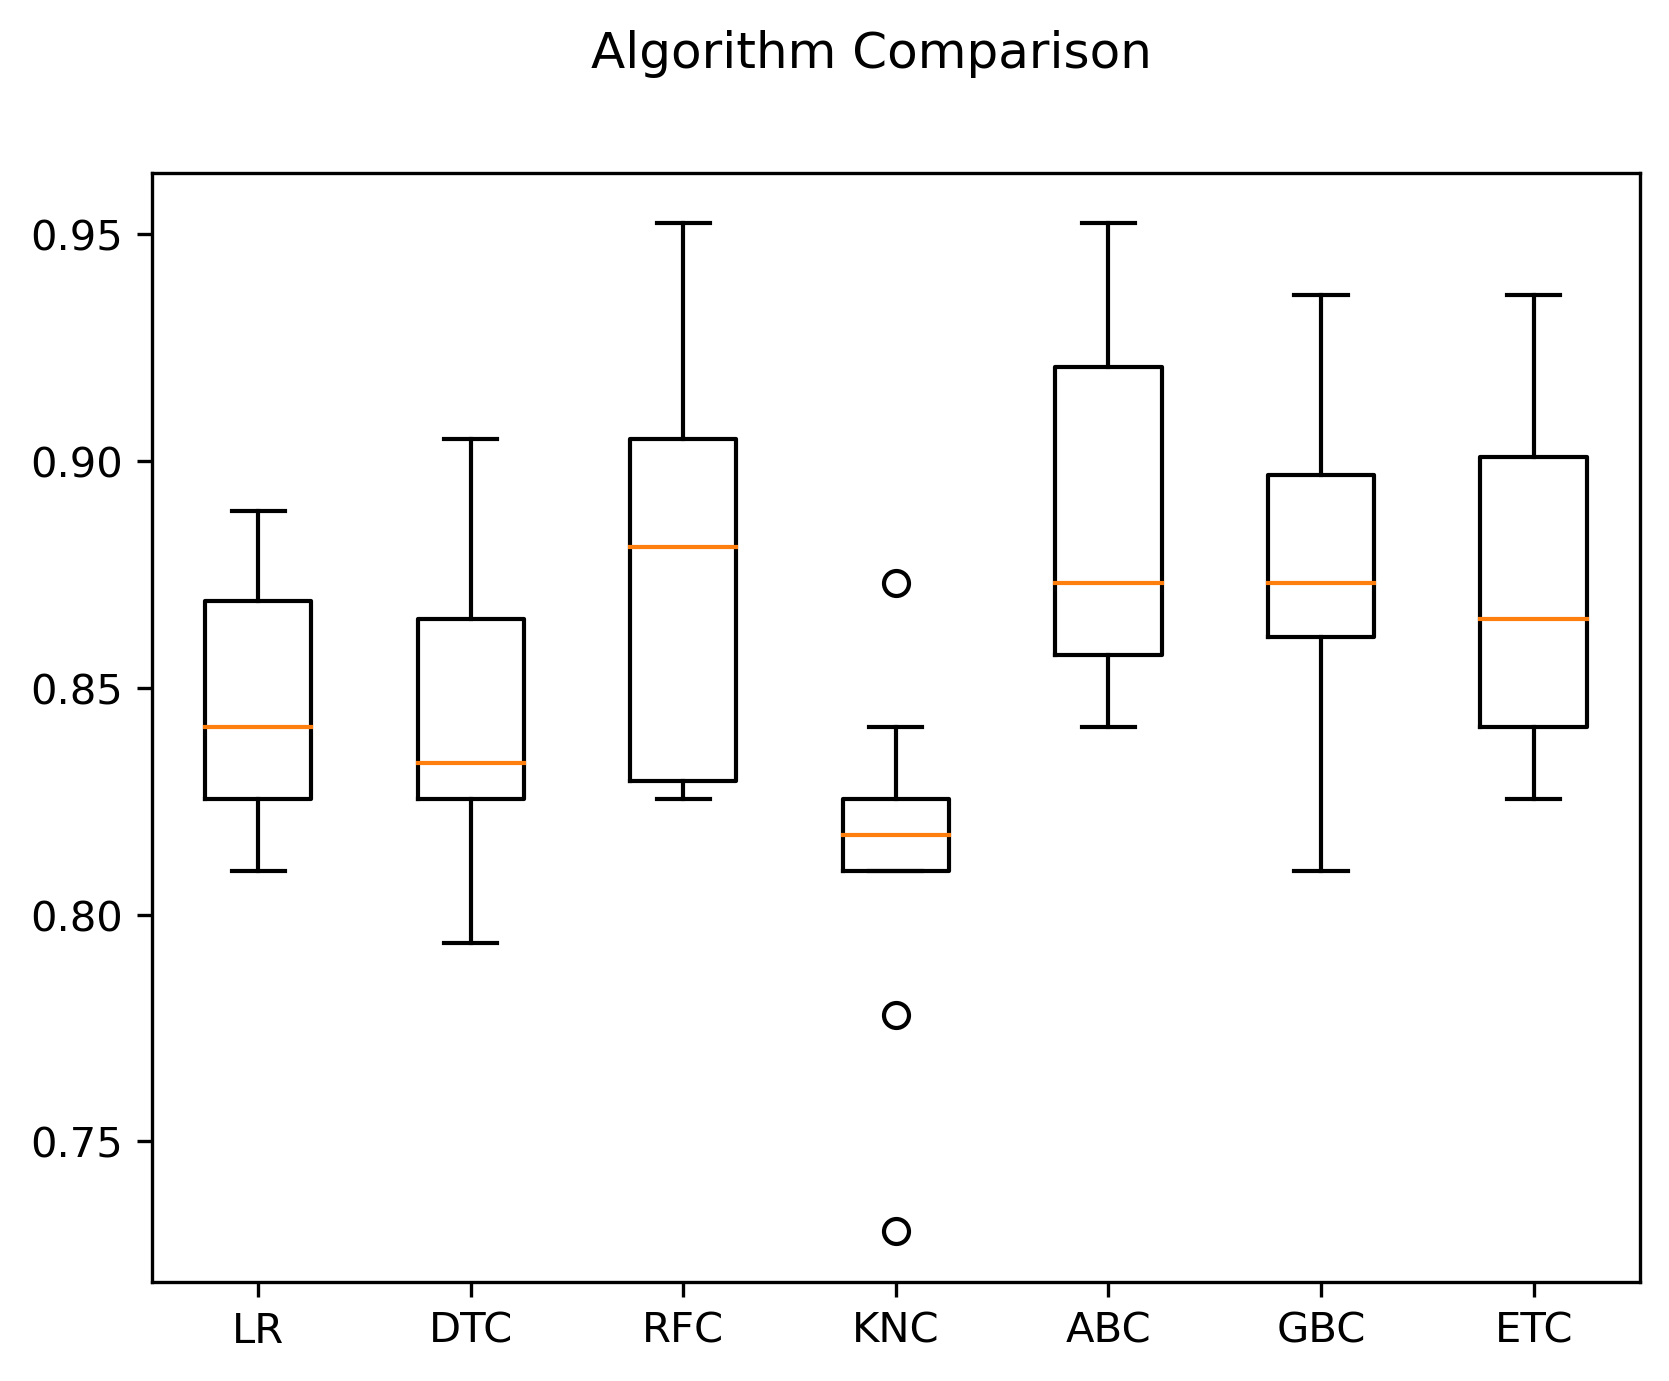 Algorithm Comparison
0.95
0.90
0.85
0.80
0.75
LR DTC RFC KNC ABC GBC ETC